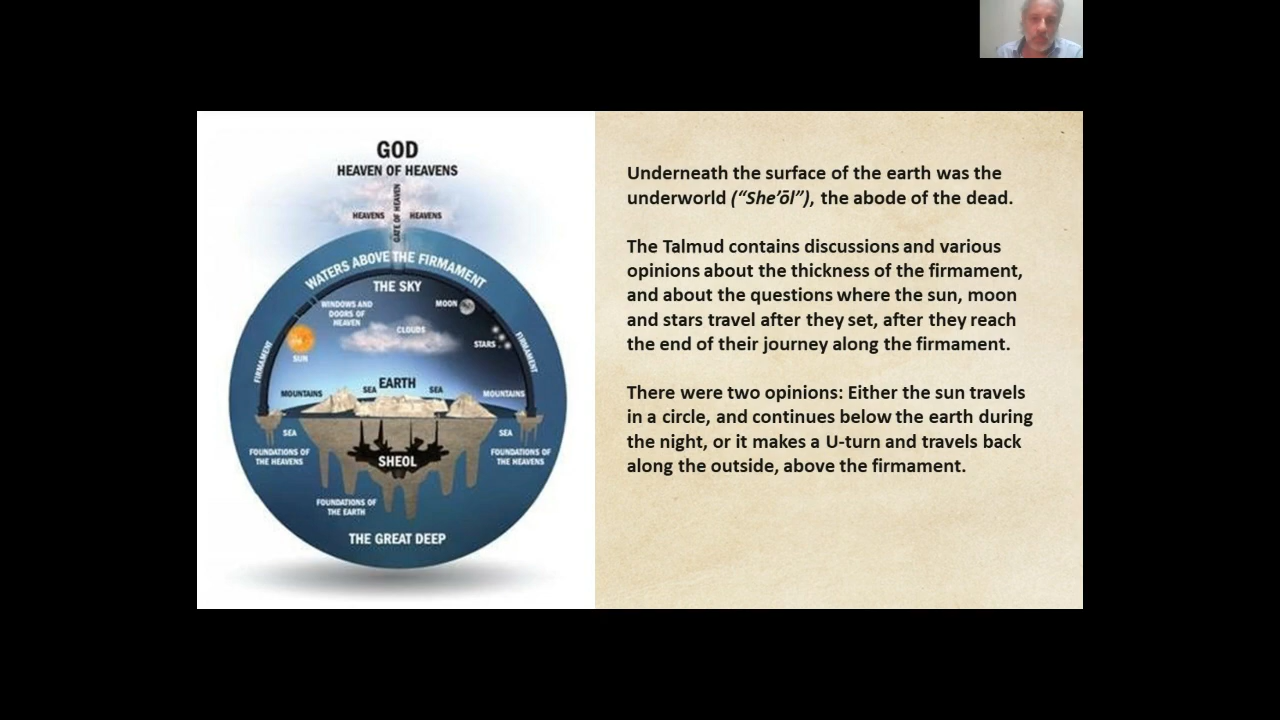 GOD
HEAVEN OF HEAVENS
HEAVENS
GATE OF HEAVEN
HEAVENS
WATERS ABOVE THE FIRMAMENT
THE SKY
WINDOWS AND
DOORS OF
HEAVEN
MOON
CLOUDS
STARS
SUN
FIRMAMENT
FIRMAMENT
EARTH
SEA
SEA
MOUNTAINS
MOUNTAINS
SEA
SEA
FOUNDATIONS OF
THE HEAVENS
FOUNDATIONS OF
THE HEAVENS
SHEOL
FOUNDATIONS OF
THE EARTH
THE GREAT DEEP
Underneath the surface of the earth was the
underworld (“She’ōl”), the abode of the dead.
The Talmud contains discussions and various
opinions about the thickness of the firmament,
and about the questions where the sun, moon
and stars travel after they set, after they reach
the end of their journey along the firmament.
There were two opinions: Either the sun travels
in a circle, and continues below the earth during
the night, or it makes a U-turn and travels back
along the outside, above the firmament.